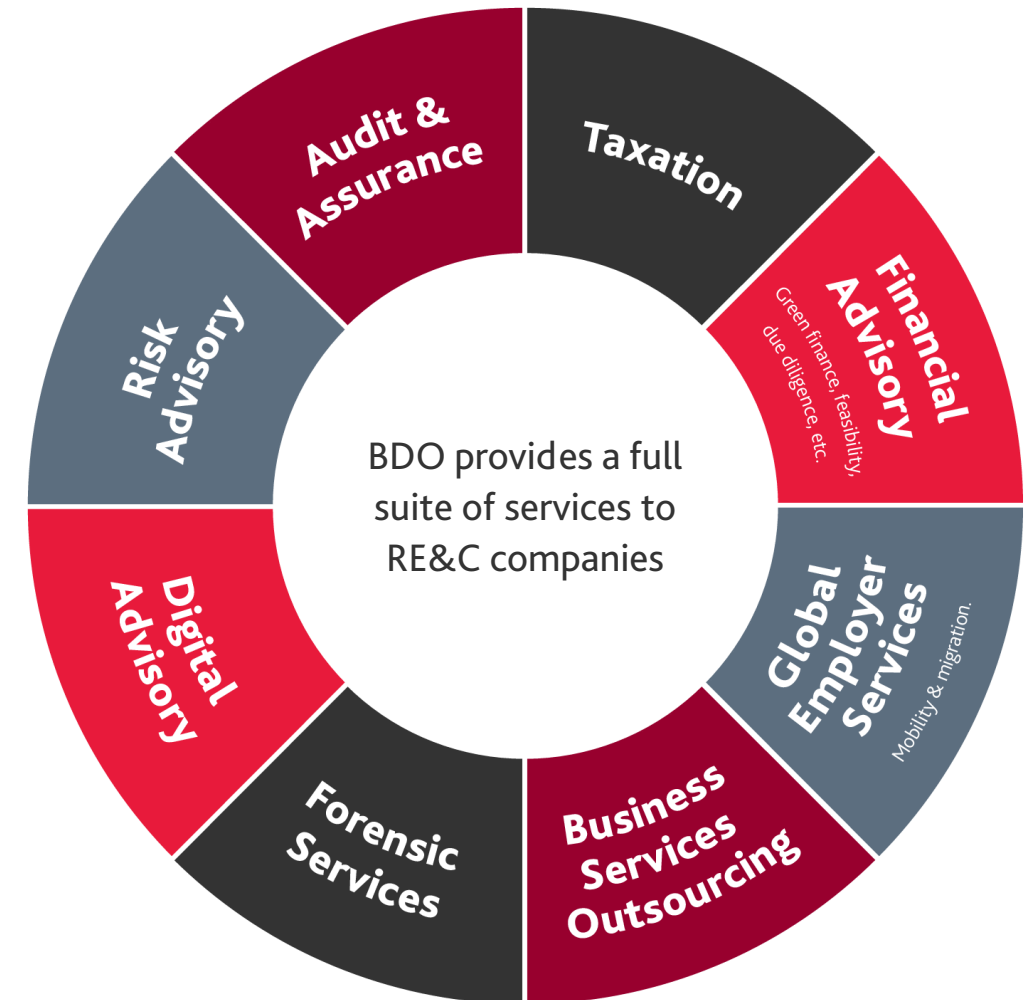 Audit &
Assurance
Taxation
Financial
Advisory
Green finance, feasibility,
due diligence, etc.
Global
Employer
Services
Mobility & migration.
Business
Services
Outsourcing
Forensic
Services
Digital
Advisory
Risk
Advisory
BDO provides a full
suite of services to
RE&C companies